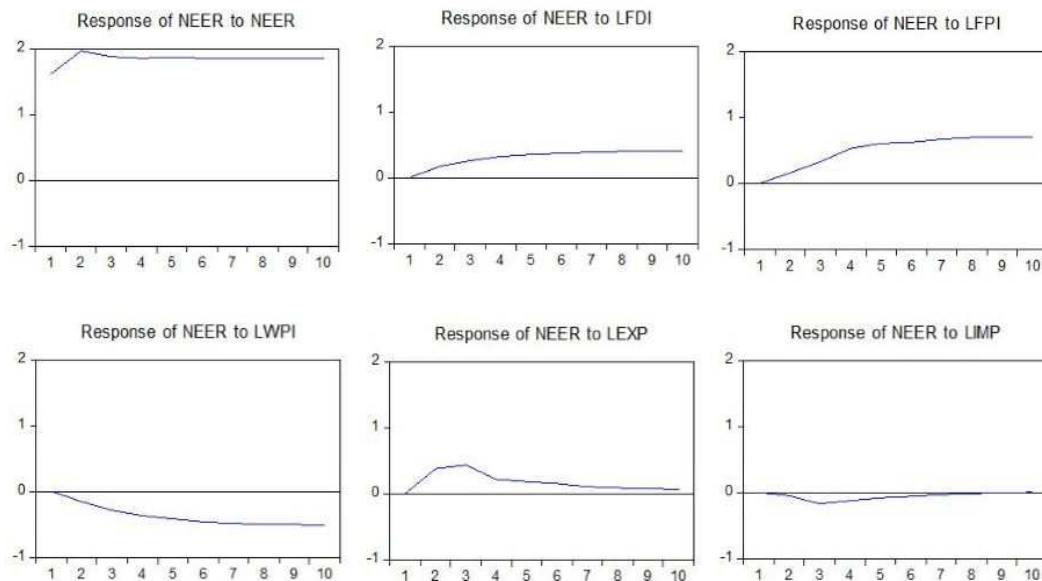 Response of NEER to NEER
2
1
0
-1
1 2 3 4 5 6 7 8 9 10
Response of NEER to LFDI
2
1
0
-1
1 2 3 4 5 6 7 8 9 10
Response of NEER to LFPI
2
1
0
-1
1 2 3 4 5 6 7 8 9 10
Response of NEER to LWPI
2
1
0
-1
1 2 3 4 5 6 7 8 9 10
Response of NEER to LEXP
2
1
0
-1
1 2 3 4 5 6 7 8 9 10
Response of NEER to LIMP
2
1
0
-1
1 2 3 4 5 6 7 8 9 10